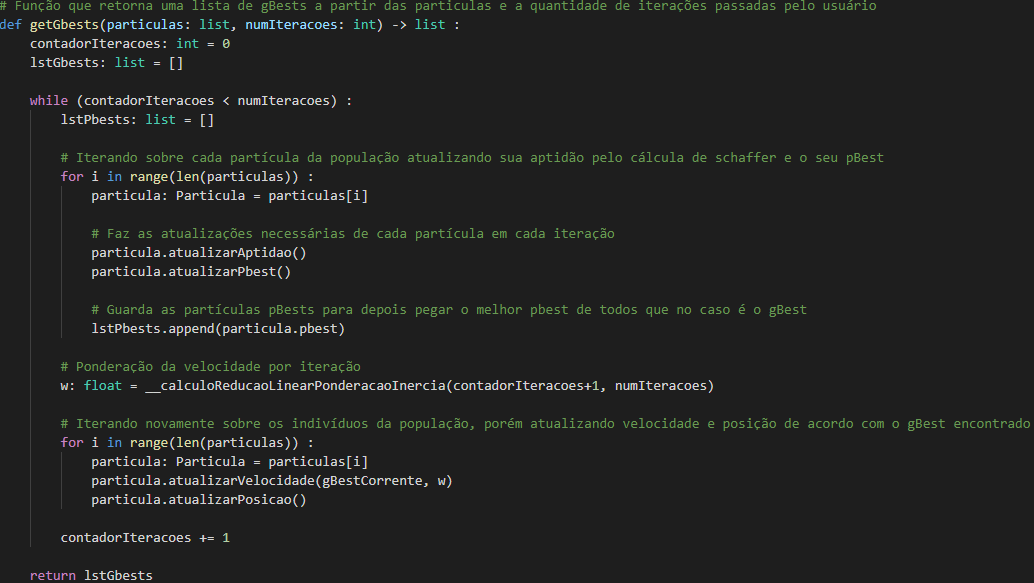 # Função que retorna uma lista de gBests a partir das particulas e a quantidade de iterações passadas pelo usuário
def getGbests(particulas: list, numIteracoes: int) -> list :
    contadorIteracoes: int = 0
    lstGbests: list = []

    while (contadorIteracoes < numIteracoes) :
        lstPbests: list = []

        # Iterando sobre cada partícula da população atualizando sua aptidão pelo cálcula de schaffer e o seu pBest
        for i in range(len(particulas)) :
            particula: Particula = particulas[i]

            # Faz as atualizações necessárias de cada partícula em cada iteração
            particula.atualizarAptidao()
            particula.atualizarPbest()

            # Guarda as partículas pBests para depois pegar o melhor pbest de todos que no caso é o gBest
            lstPbests.append(particula.pbest)

        # Ponderação da velocidade por iteração
        w: float = __calculoReducaoLinearPonderacaoInercia(contadorIteracoes+1, numIteracoes)

        # Iterando novamente sobre os indivíduos da população, porém atualizando velocidade e posição de acordo com o gBest encontrado
        for i in range(len(particulas)) :
            particula: Particula = particulas[i]
            particula.atualizarVelocidade(gBestCorrente, w)
            particula.atualizarPosicao()

        contadorIteracoes += 1

    return lstGbests